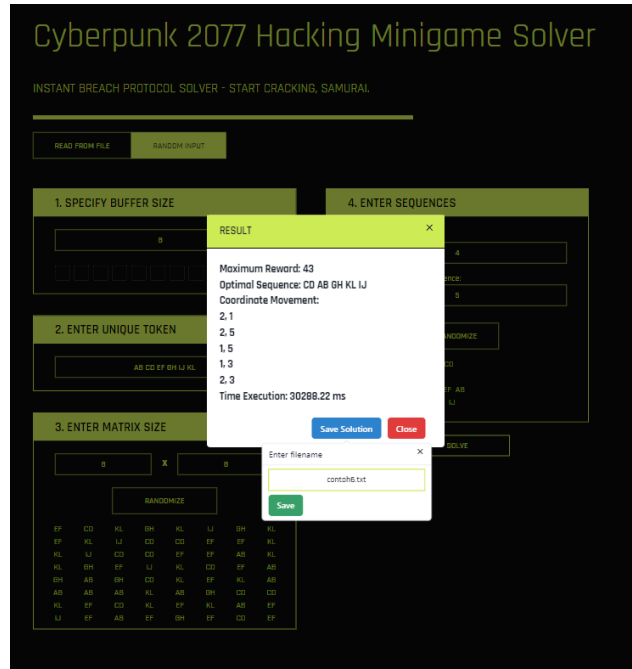 Cyberpunk 2077 Hacking Minigame Solver
INSTANT BREACH PROTOCOL SOLVER - START CRACKING, SAMURAI.
READ FROM FILE
RANDOM INPUT
1. SPECIFY BUFFER SIZE
8
2. ENTER UNIQUE TOKEN
AB CD EF GH IJ KL
3. ENTER MATRIX SIZE
8 X 8
RANDOMIZE
EF CD KL GH KL IJ GH KL
EF KL IJ CD CD EF EF KL
KL IJ CD CD EF EF AB KL
KL GH EF IJ KL CD EF AB
GH AB GH CD KL EF KL AB
AB AB AB KL AB GH CD CD
KL EF CD KL EF KL AB EF
IJ EF AB EF GH EF CD EF
4. ENTER SEQUENCES
4
5
CD
EF AB
IJ
SOLVE
RESULT ×
Maximum Reward: 43
Optimal Sequence: CD AB GH KL IJ
Coordinate Movement:
2, 1
2, 5
1, 5
1, 3
2, 3
Time Execution: 30288.22 ms
Save Solution
Close
Enter filename ×
contoh6.txt
Save